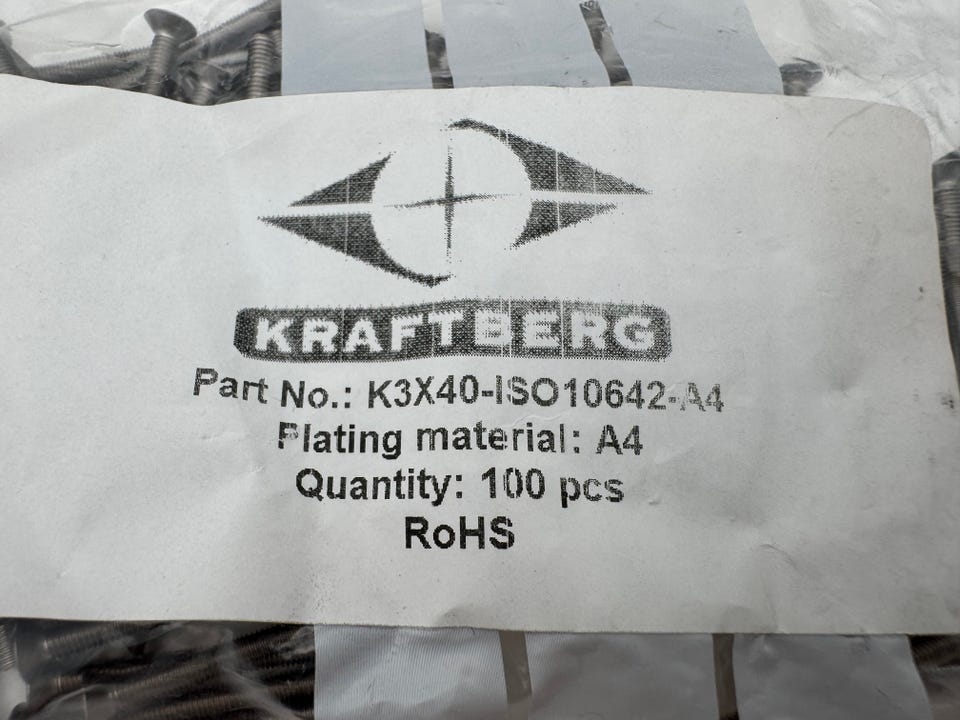 KRAFTBERG
Part No.: K3X40-ISO10642-A4
Plating material: A4
Quantity: 100 pcs
RoHS